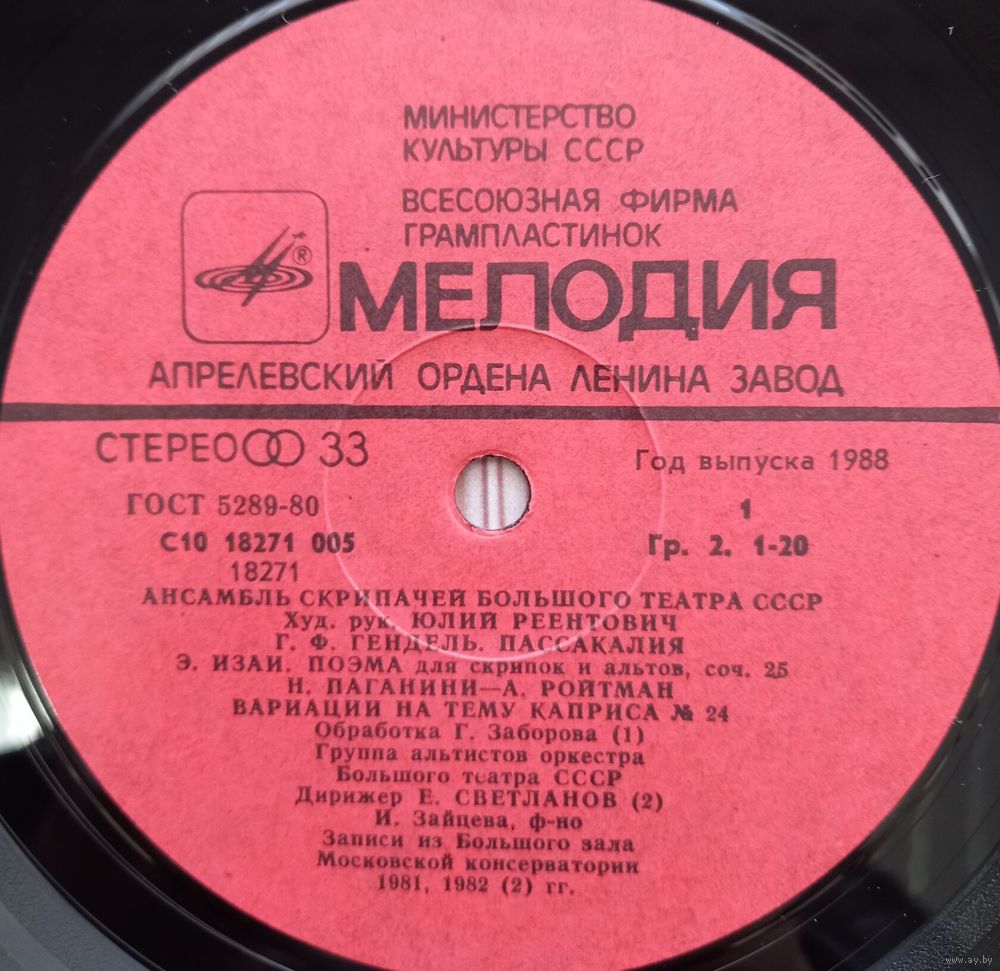 МИНИСТЕРСТВО
КУЛЬТУРЫ СССР
ВСЕСОЮЗНАЯ ФИРМА
ГРАМПЛАСТИНОК
®
МЕЛОДИЯ
АПРЕЛЕВСКИЙ ОРДЕНА ЛЕНИНА ЗАВОД
СТЕРЕО 33
Год выпуска 1988
ГОСТ 5289-80
1
С10 18271 005
Гр. 2. 1-20
18271
АНСАМБЛЬ СКРИПАЧЕЙ БОЛЬШОГО ТЕАТРА СССР
Худ. рук. ЮЛИЙ РЕЕНТОВИЧ
Г. Ф. ГЕНДЕЛЬ. ПАССАКАЛИЯ
Э. ИЗАИ. ПОЭМА для скрипок и альтов, соч. 25
Н. ПАГАНИНИ—А. РОЙТМАН
ВАРИАЦИИ НА ТЕМУ КАПРИСА № 24
Обработка Г. Заборова (1)
Группа альтистов оркестра
Большого театра СССР
Дирижер Е. СВЕТЛАНОВ (2)
И. Зайцева, ф-но
Записи из Большого зала
Московской консерватории
1981, 1982 (2) гг.
www.ay.by